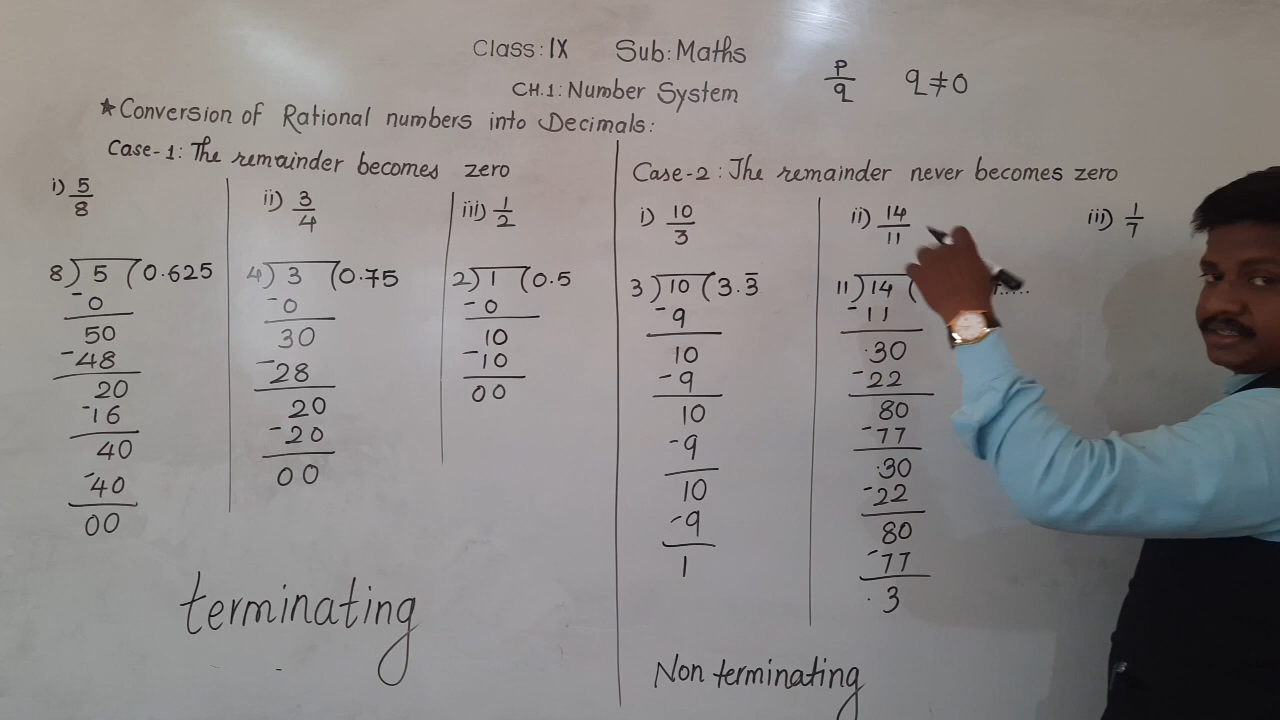 Class: IX Sub: Maths
CH.1: Number System
p/q q≠0
★Conversion of Rational numbers into Decimals:
Case-1: The remainder becomes zero
i) 5/8
8)5(0.625
-0
50
-48
20
-16
40
-40
00
ii) 3/4
4)3(0.75
-0
30
-28
20
-20
00
iii) 1/2
2)1(0.5
-0
10
-10
00
terminating
Case-2: The remainder never becomes zero
i) 10/3
3)10(3.3̅
-9
10
-9
10
-9
10
-9
1
ii) 14/11
11)14(
-11
.30
-22
80
-77
.30
-22
80
-77
.3
iii) 1/7
Non terminating